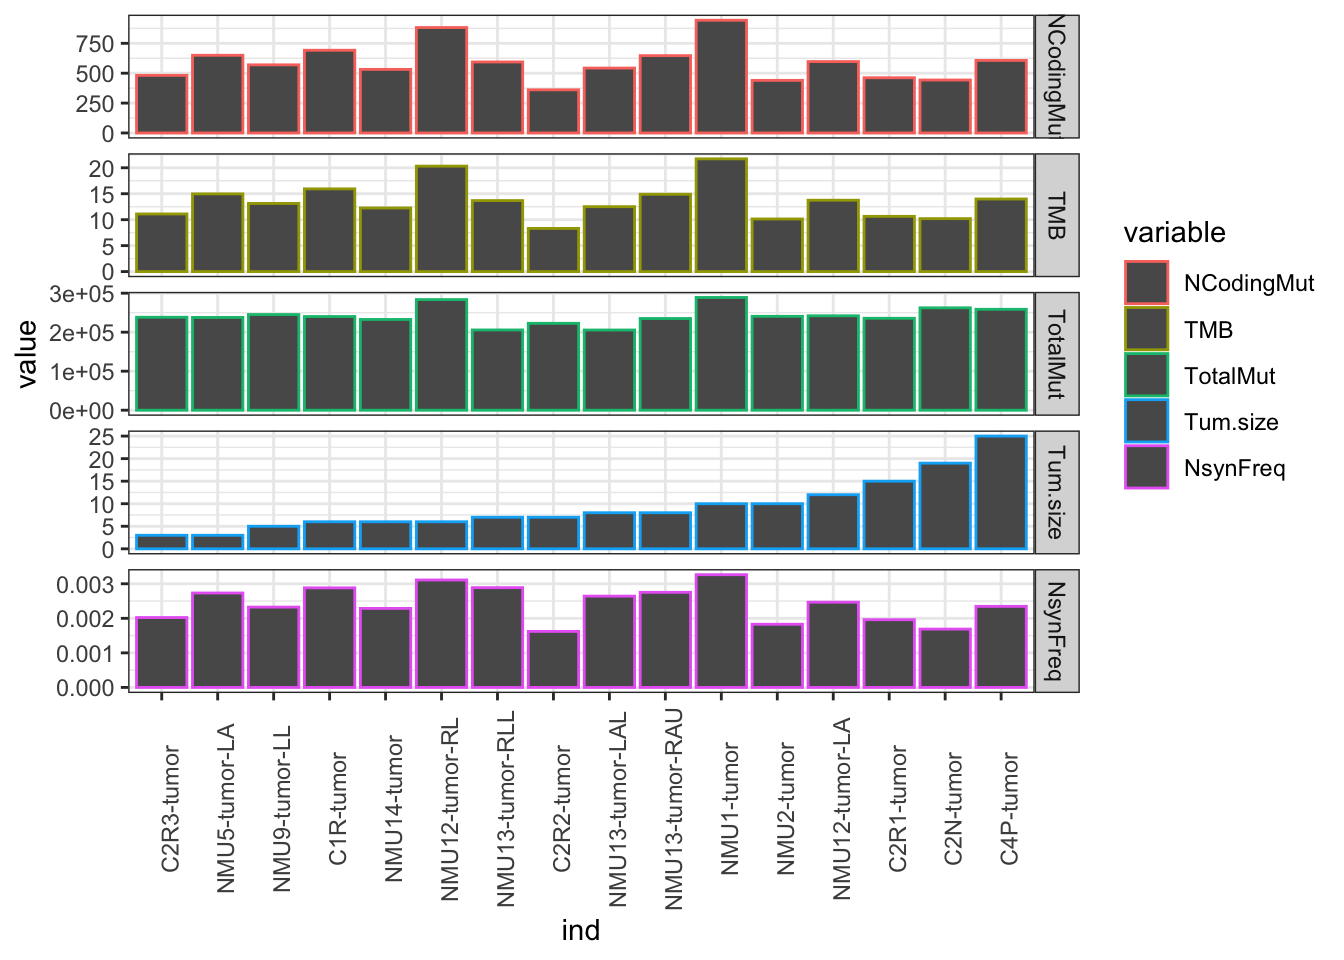 value
750
500
250
0
NCodingMut
20
15
10
5
0
TMB
3e+05
2e+05
1e+05
0e+00
TotalMut
25
20
15
10
5
0
Tum.size
0.003
0.002
0.001
0.000
NsynFreq
C2R3-tumor
NMU5-tumor-LA
NMU9-tumor-LL
C1R-tumor
NMU14-tumor
NMU12-tumor-RL
NMU13-tumor-RLL
C2R2-tumor
NMU13-tumor-LAL
NMU13-tumor-RAU
NMU1-tumor
NMU2-tumor
NMU12-tumor-LA
C2R1-tumor
C2N-tumor
C4P-tumor
ind
variable
NCodingMut
TMB
TotalMut
Tum.size
NsynFreq